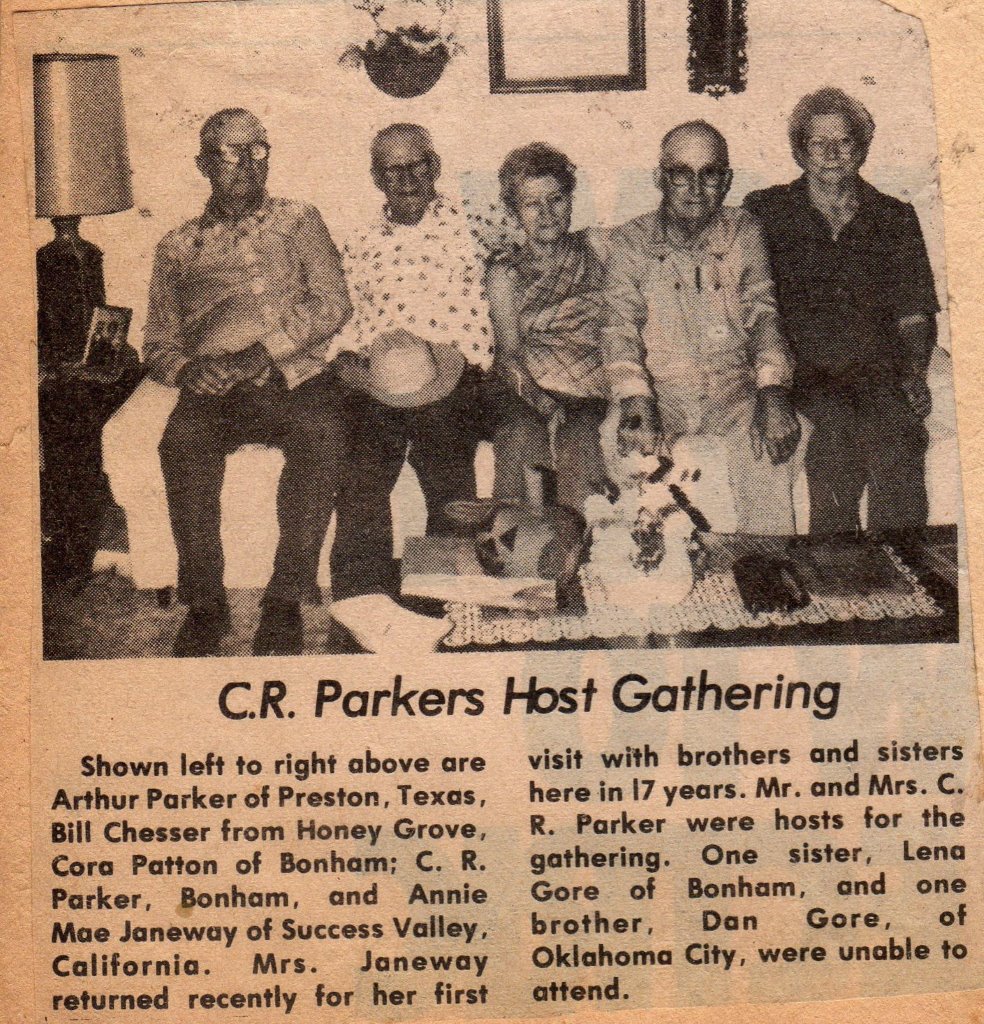 C.R. Parkers Host Gathering
Shown left to right above are
Arthur Parker of Preston, Texas,
Bill Chesser from Honey Grove,
Cora Patton of Bonham; C. R.
Parker, Bonham, and Annie
Mae Janeway of Success Valley,
California. Mrs. Janeway
returned recently for her first
visit with brothers and sisters
here in 17 years. Mr. and Mrs. C.
R. Parker were hosts for the
gathering. One sister, Lena
Gore of Bonham, and one
brother, Dan Gore, of
Oklahoma City, were unable to
attend.